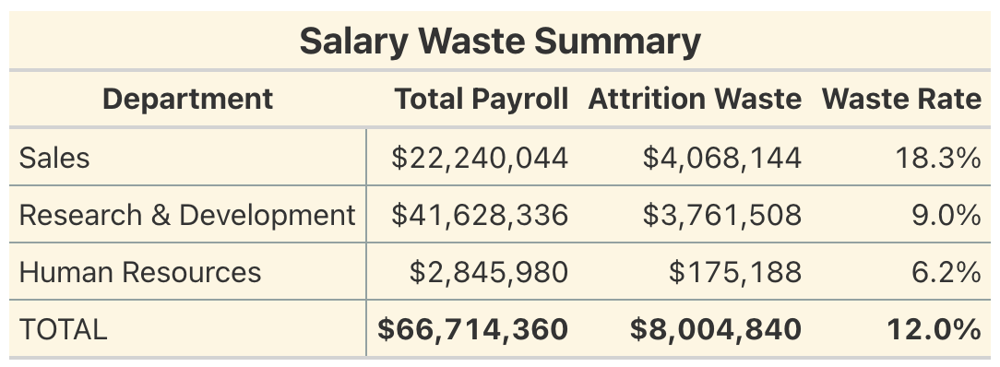 Salary Waste Summary
Department Total Payroll Attrition Waste Waste Rate
Sales $22,240,044 $4,068,144 18.3%
Research & Development $41,628,336 $3,761,508 9.0%
Human Resources $2,845,980 $175,188 6.2%
TOTAL $66,714,360 $8,004,840 12.0%